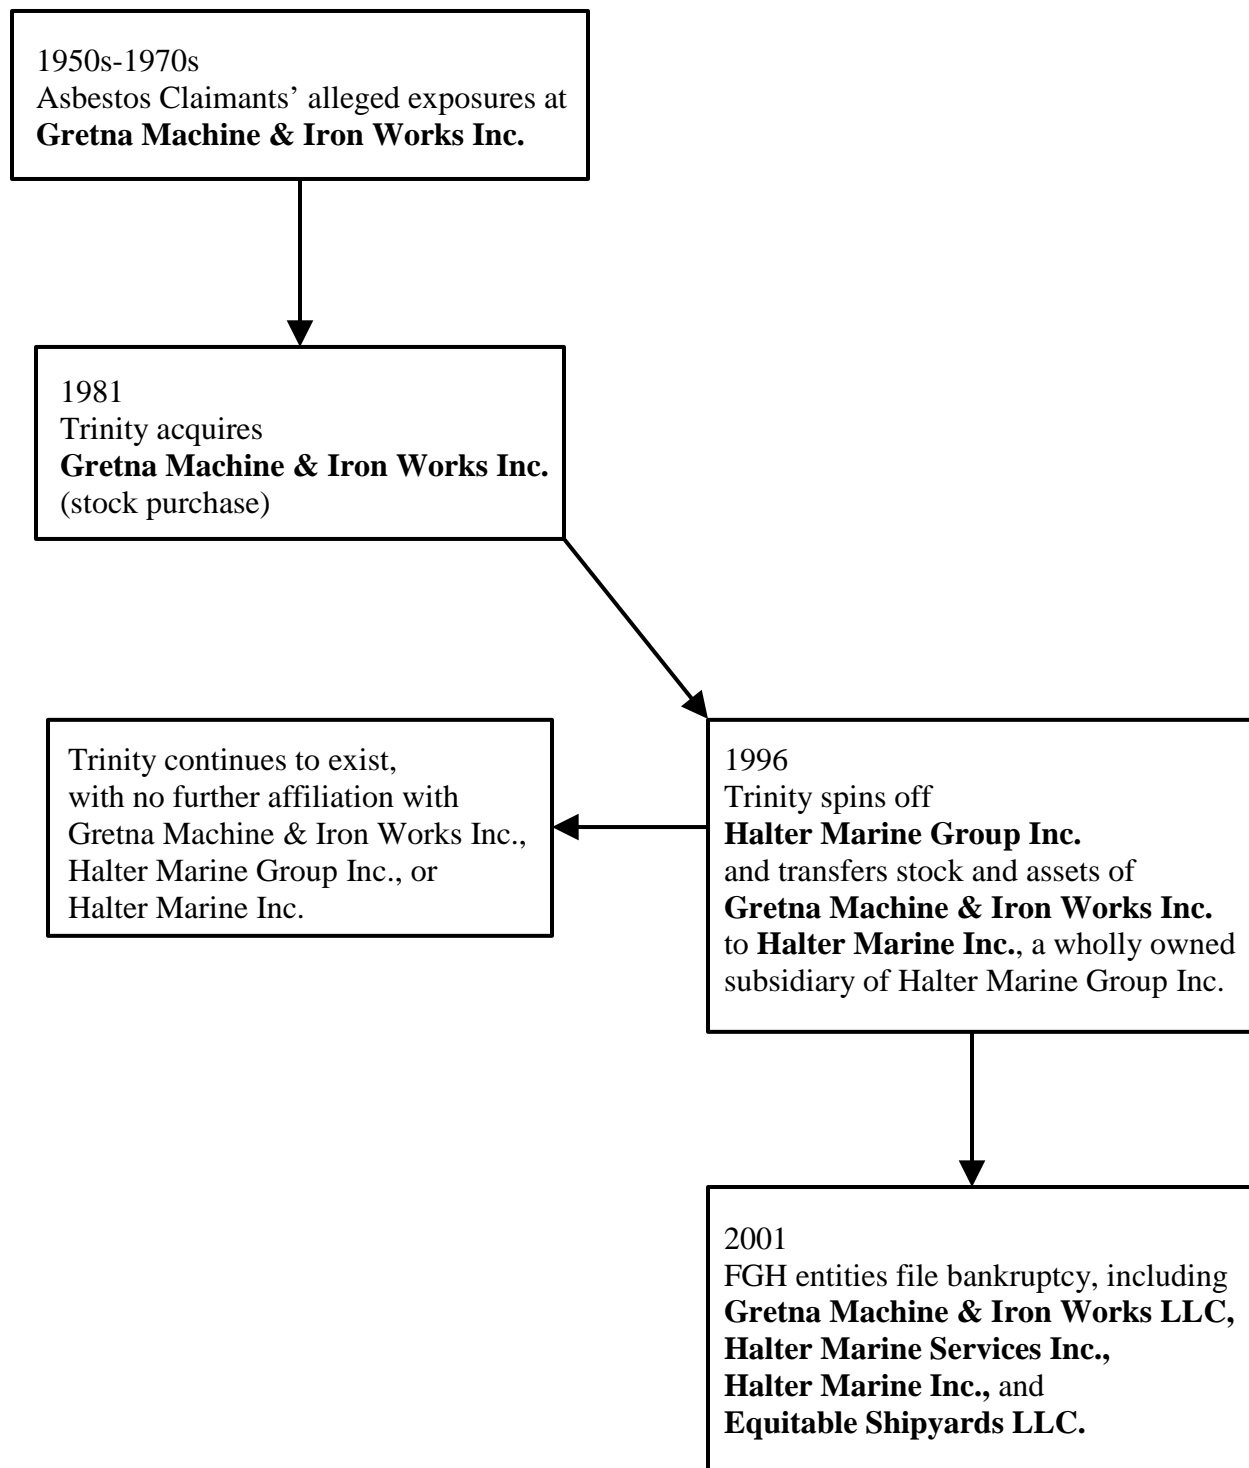 1950s-1970s
Asbestos Claimants’ alleged exposures at
Gretna Machine & Iron Works Inc.
1981
Trinity acquires
Gretna Machine & Iron Works Inc.
(stock purchase)
Trinity continues to exist,
with no further affiliation with
Gretna Machine & Iron Works Inc.,
Halter Marine Group Inc., or
Halter Marine Inc.
1996
Trinity spins off
Halter Marine Group Inc.
and transfers stock and assets of
Gretna Machine & Iron Works Inc.
to Halter Marine Inc., a wholly owned
subsidiary of Halter Marine Group Inc.
2001
FGH entities file bankruptcy, including
Gretna Machine & Iron Works LLC,
Halter Marine Services Inc.,
Halter Marine Inc., and
Equitable Shipyards LLC.